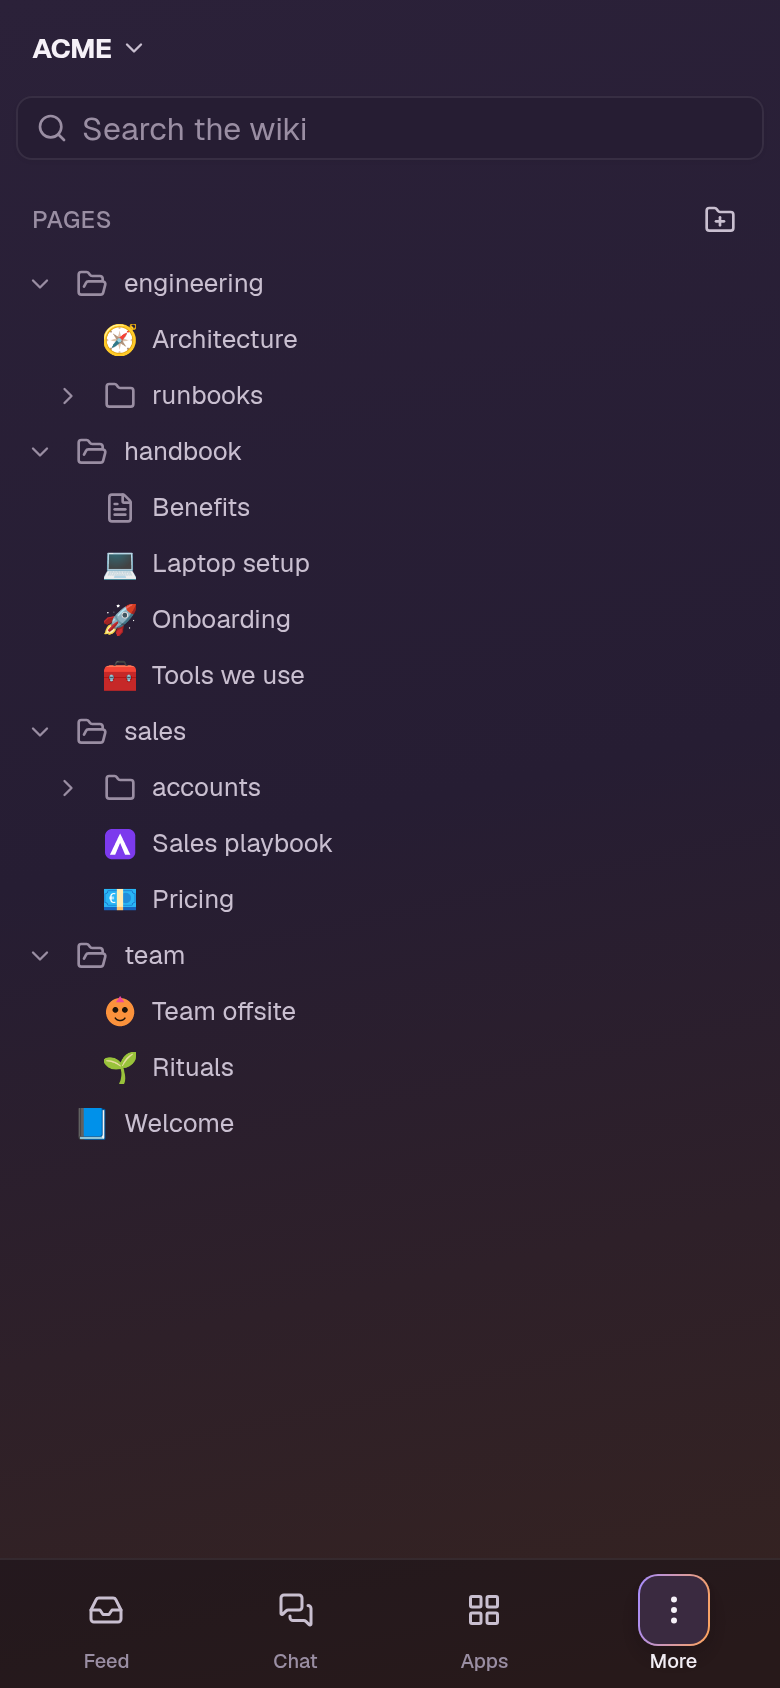 ACME
Search the wiki
PAGES
engineering
Architecture
runbooks
handbook
Benefits
Laptop setup
Onboarding
Tools we use
sales
accounts
Sales playbook
Pricing
team
Team offsite
Rituals
Welcome
Feed
Chat
Apps
More